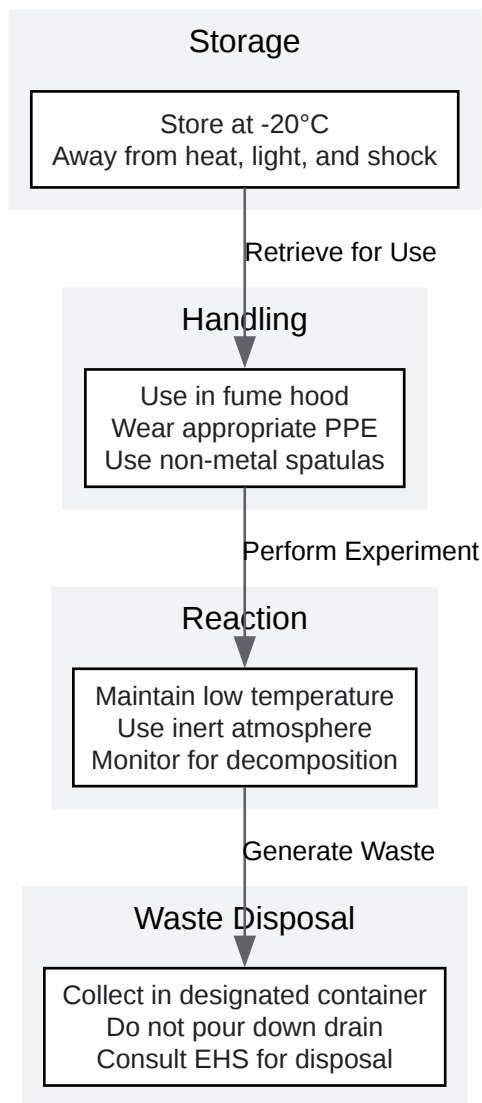 Storage
Store at -20°C
Away from heat, light, and shock
Retrieve for Use
Handling
Use in fume hood
Wear appropriate PPE
Use non-metal spatulas
Perform Experiment
Reaction
Maintain low temperature
Use inert atmosphere
Monitor for decomposition
Generate Waste
Waste Disposal
Collect in designated container
Do not pour down drain
Consult EHS for disposal